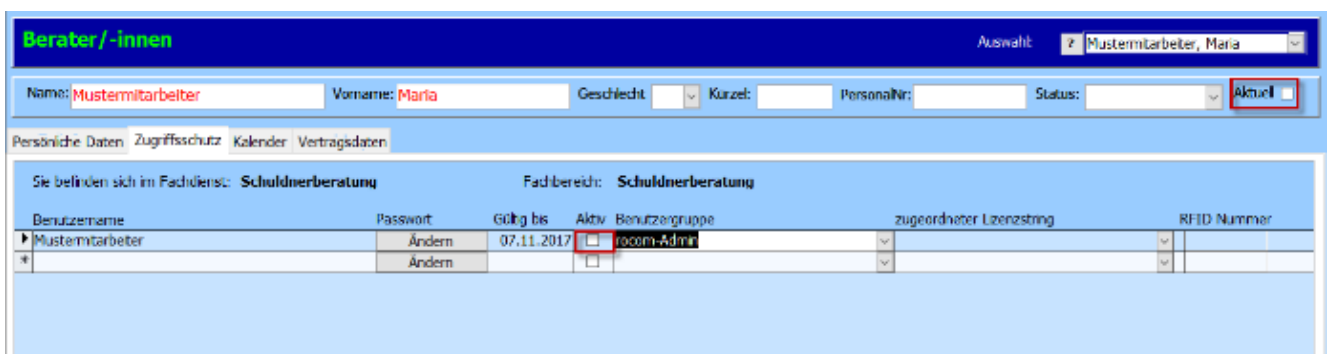 Berater/-innen Auswahl: ? Mustermitarbeiter, Maria
Name: Mustermitarbeiter Vorname: Maria Geschlecht Kürzel: PersonalNr: Status: Aktuell
Persönliche Daten Zugriffsschutz Kalender Vertragsdaten
Sie befinden sich im Fachdienst: Schuldnerberatung Fachbereich: Schuldnerberatung
Benutzername Passwort Gültig bis Aktiv Benutzergruppe zugeordneter Lizenzstring RFID Nummer
Mustermitarbeiter Ändern 07.11.2017 rocom-Admin
* Ändern